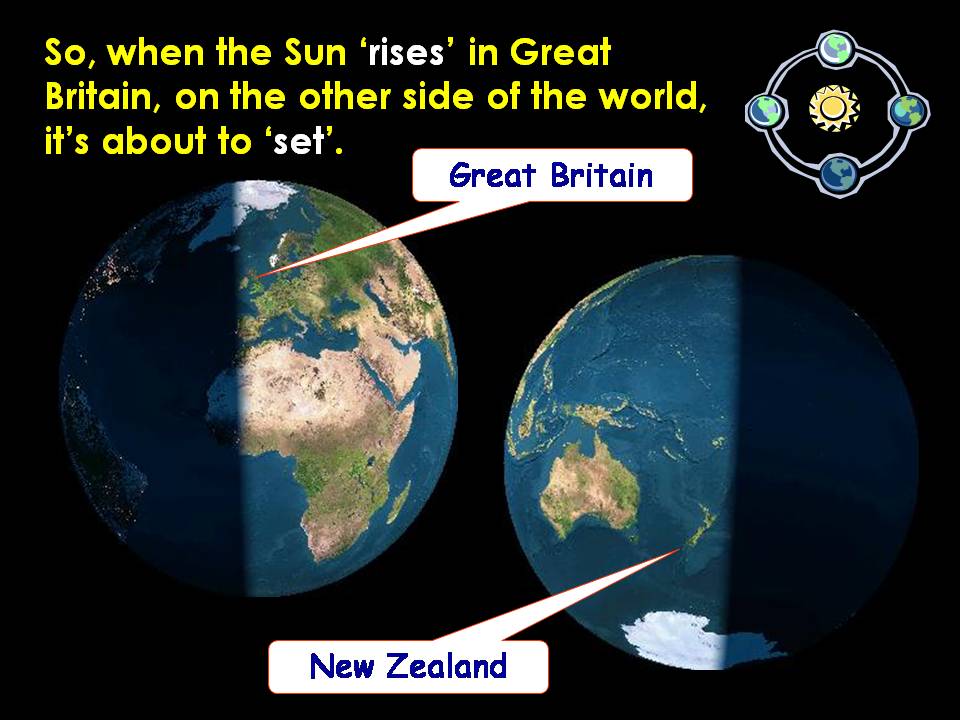 So, when the Sun ‘rises’ in Great
Britain, on the other side of the world,
it’s about to ‘set’.
Great Britain
New Zealand